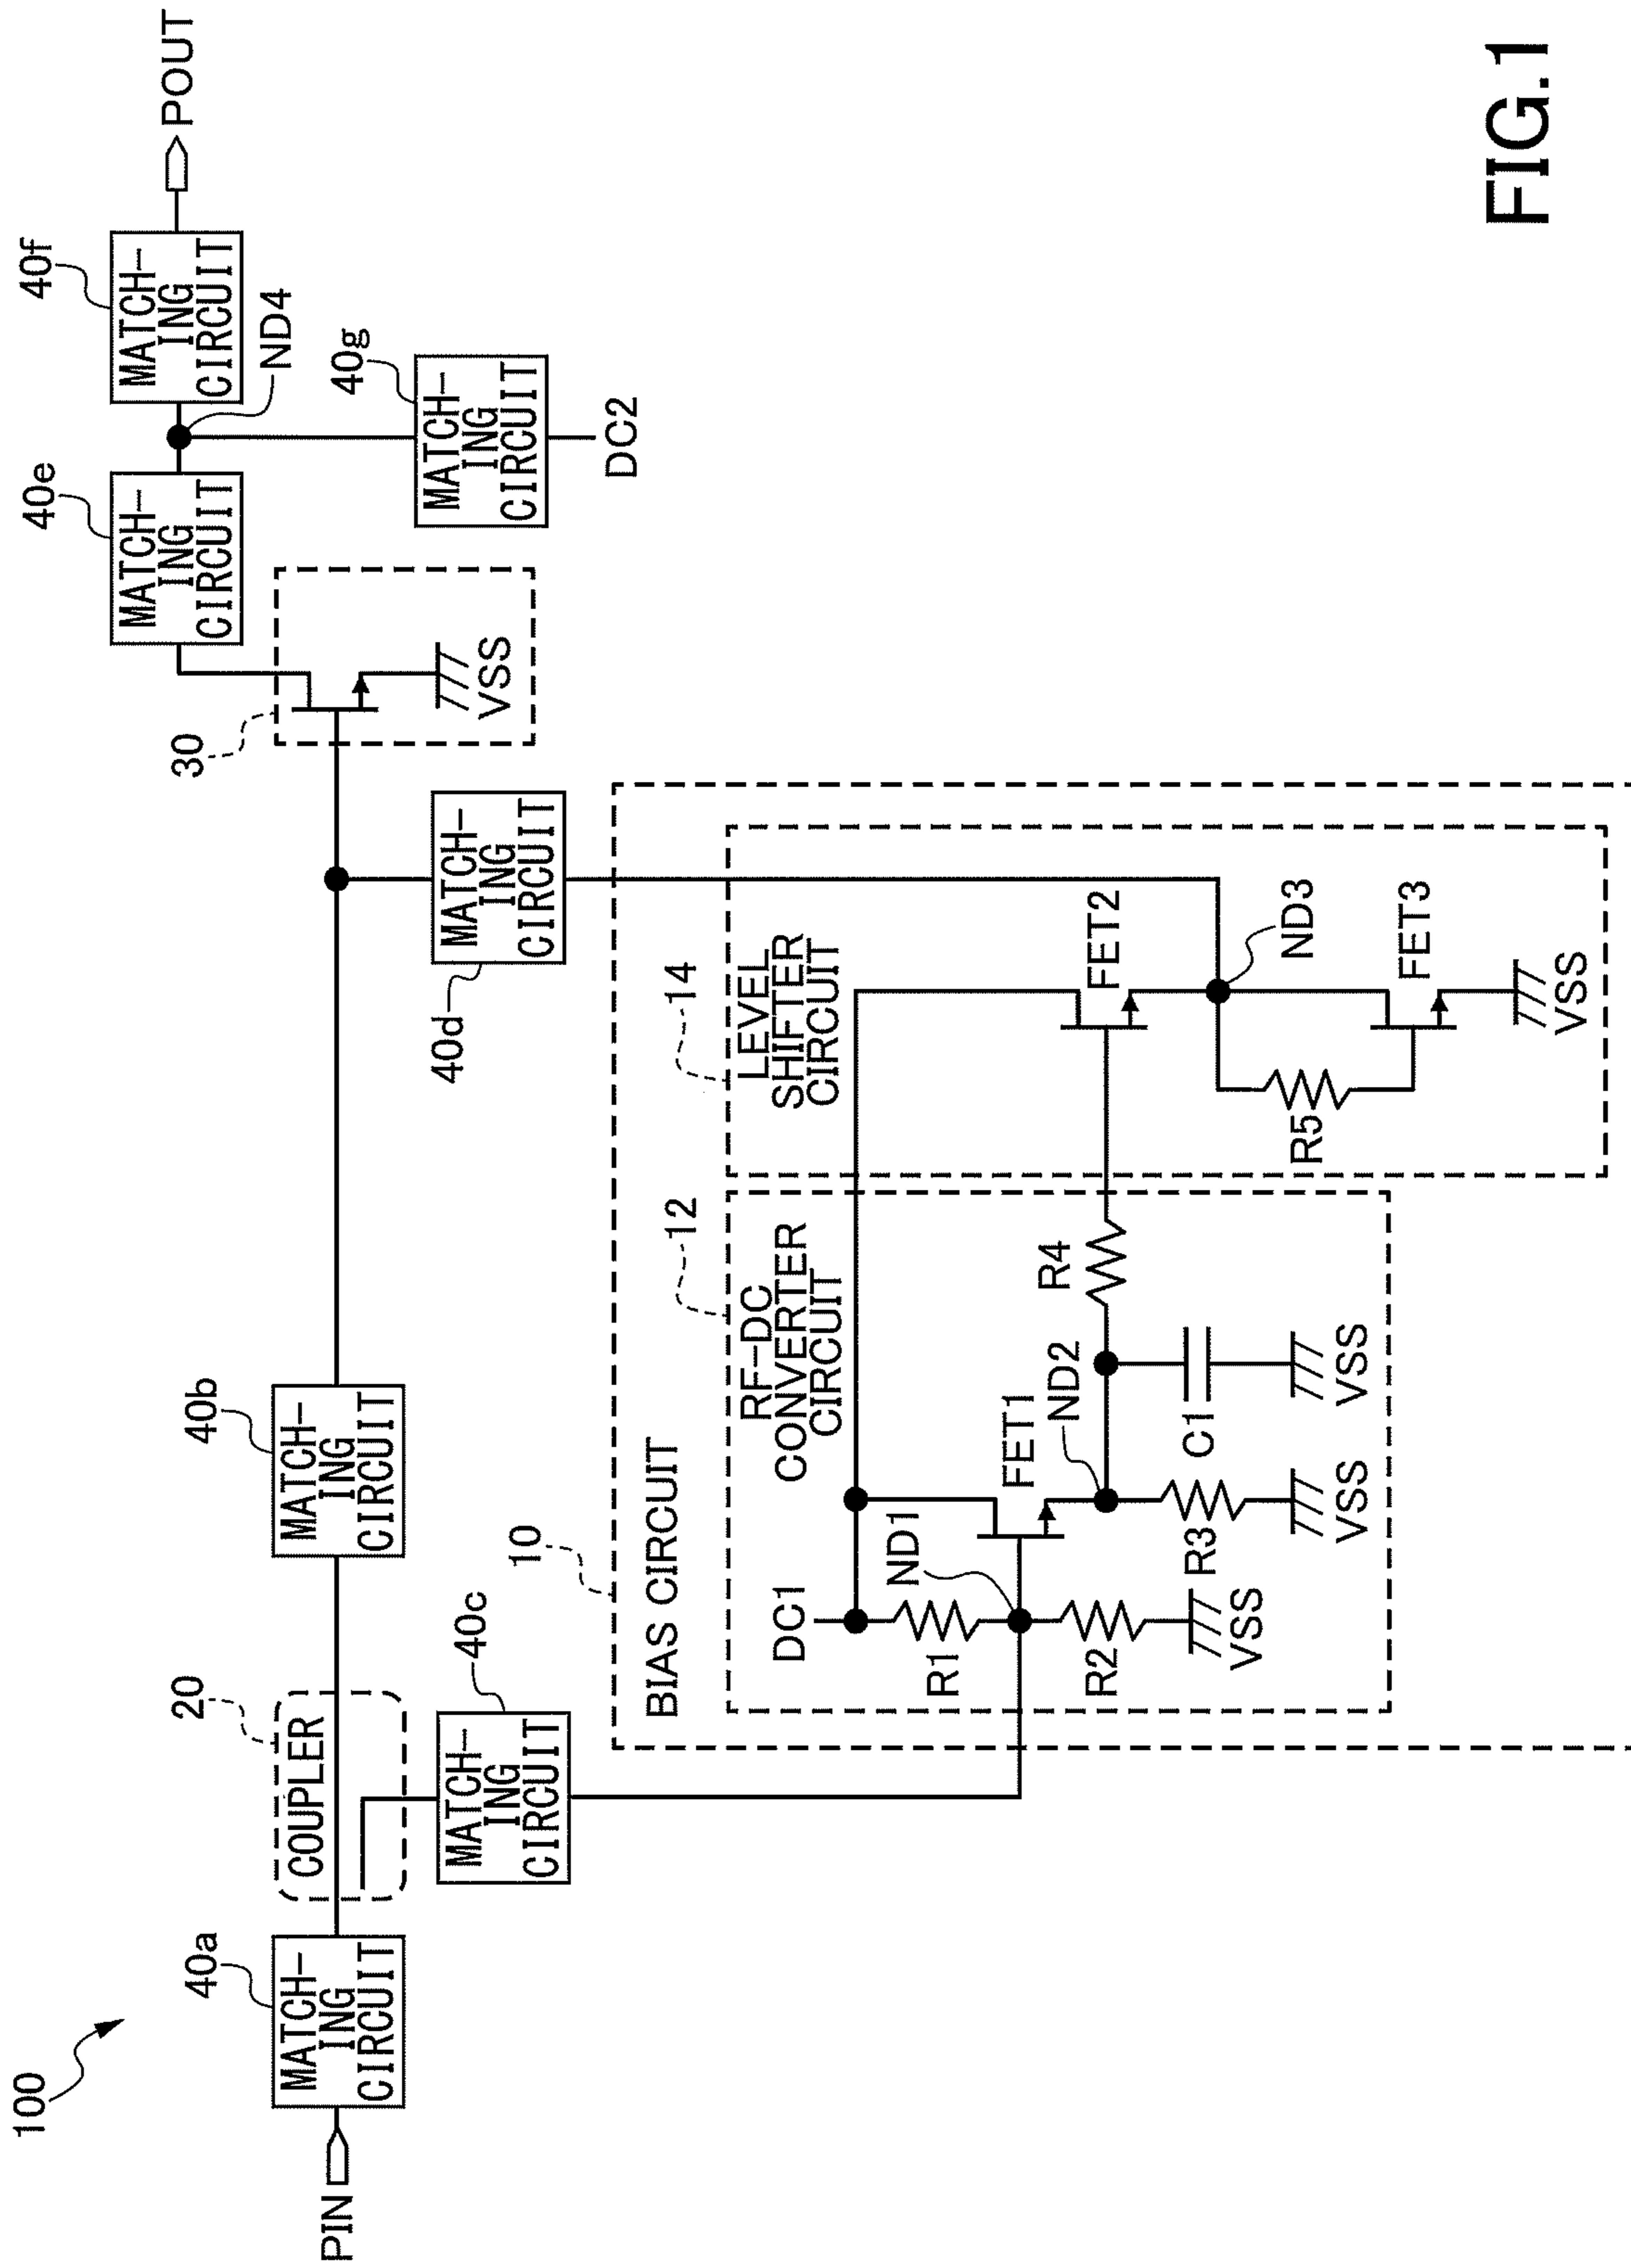 100
PIN
40a
MATCH-
ING
CIRCUIT
20
COUPLER
40c
MATCH-
ING
CIRCUIT
40b
MATCH-
ING
CIRCUIT
40d
MATCH-
ING
CIRCUIT
30
VSS
40e
MATCH-
ING
CIRCUIT
ND4
40f
MATCH-
ING
CIRCUIT
POUT
40g
MATCH-
ING
CIRCUIT
DC2
10
BIAS CIRCUIT
12
RF-DC
CONVERTER
CIRCUIT
DC1
R1
ND1
R2
VSS
FET1
ND2
R3
VSS
C1
VSS
R4
14
LEVEL
SHIFTER
CIRCUIT
FET2
ND3
R5
FET3
VSS
FIG.1